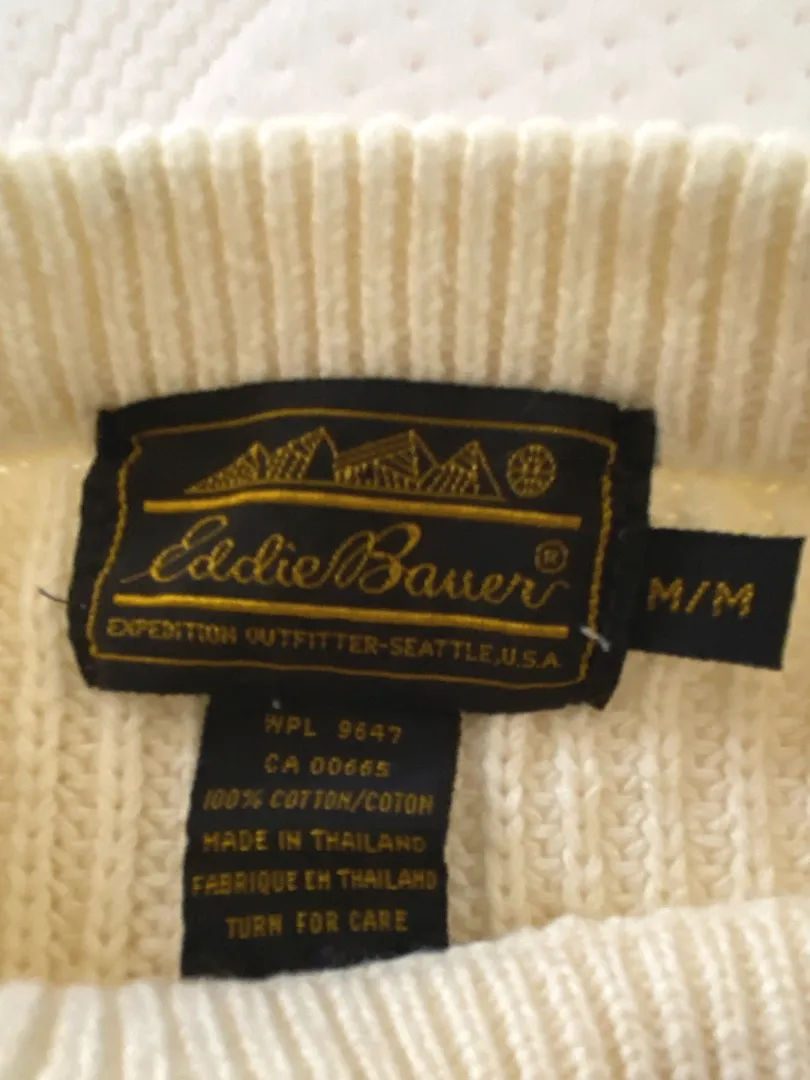 Eddie Bauer ®
EXPEDITION OUTFITTER-SEATTLE, U.S.A.
M/M
WPL 9647
CA 00665
100% COTTON/COTON
MADE IN THAILAND
FABRIQUE EN THAILAND
TURN FOR CARE